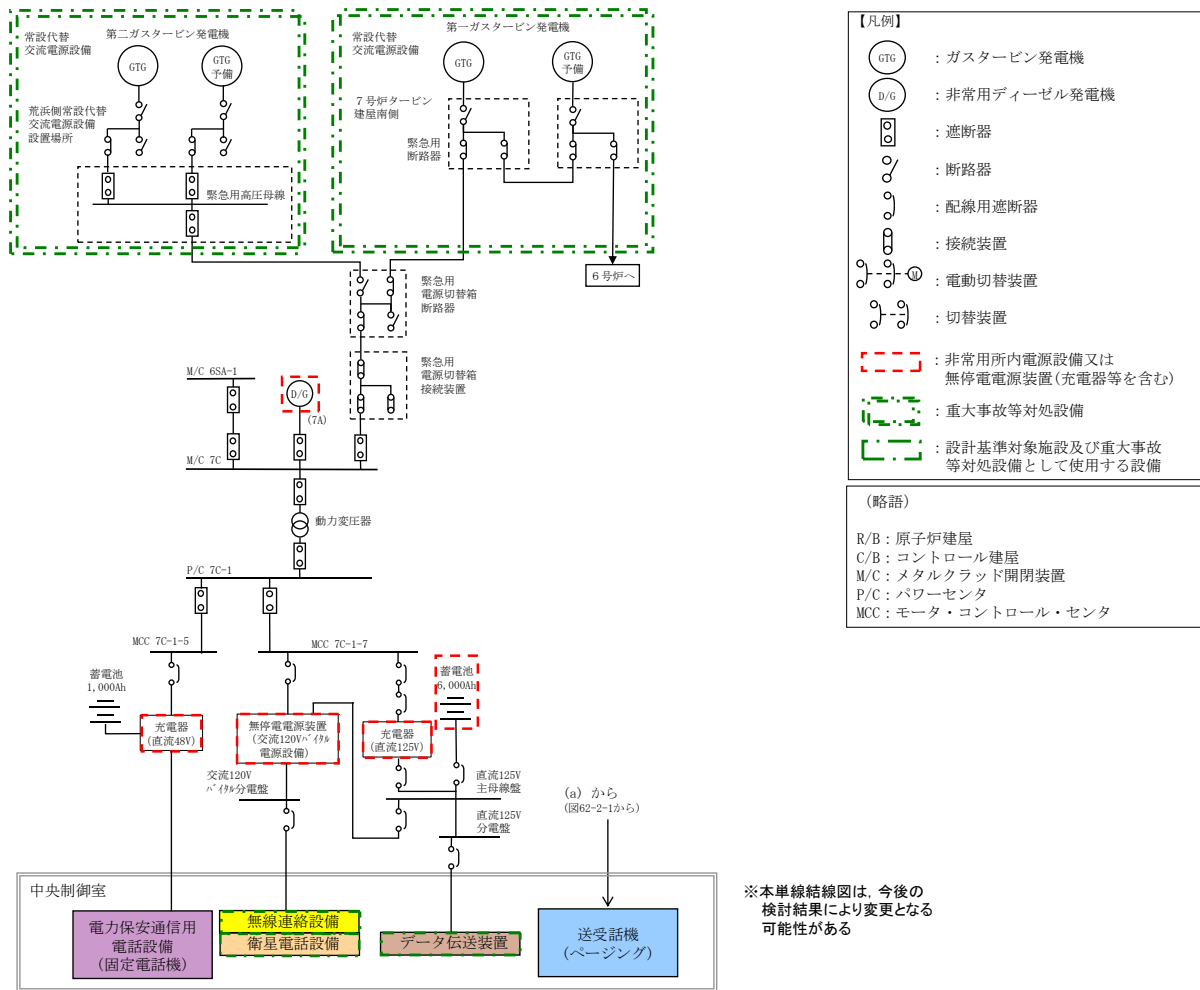 常設代替
交流電源設備
第二ガスタービン発電機
GTG
GTG
予備
荒浜側常設代替
交流電源設備
設置場所
緊急用高圧母線
常設代替
交流電源設備
第一ガスタービン発電機
GTG
GTG
予備
7号炉タービン
建屋南側
緊急用
断路器
6号炉へ
緊急用
電源切替箱
断路器
緊急用
電源切替箱
接続装置
M/C 6SA-1
D/G
(7A)
M/C 7C
動力変圧器
P/C 7C-1
MCC 7C-1-5
MCC 7C-1-7
蓄電池
1,000Ah
蓄電池
6,000Ah
充電器
(直流48V)
無停電電源装置
(交流120Vバイタル
電源設備)
充電器
(直流125V)
交流120V
バイタル分電盤
直流125V
主母線盤
直流125V
分電盤
(a) から
(図62-2-1から)
中央制御室
電力保安通信用
電話設備
(固定電話機)
無線連絡設備
衛星電話設備
データ伝送装置
送受話機
(ページング)
※本単線結線図は，今後の
検討結果により変更となる
可能性がある
【凡例】
GTG
：ガスタービン発電機
D/G
：非常用ディーゼル発電機
：遮断器
：断路器
：配線用遮断器
：接続装置
M
：電動切替装置
：切替装置
：非常用所内電源設備又は
無停電電源装置(充電器等を含む)
：重大事故等対処設備
：設計基準対象施設及び重大事故
等対処設備として使用する設備
(略語)
R/B：原子炉建屋
C/B：コントロール建屋
M/C：メタルクラッド開閉装置
P/C：パワーセンタ
MCC：モータ・コントロール・センタ